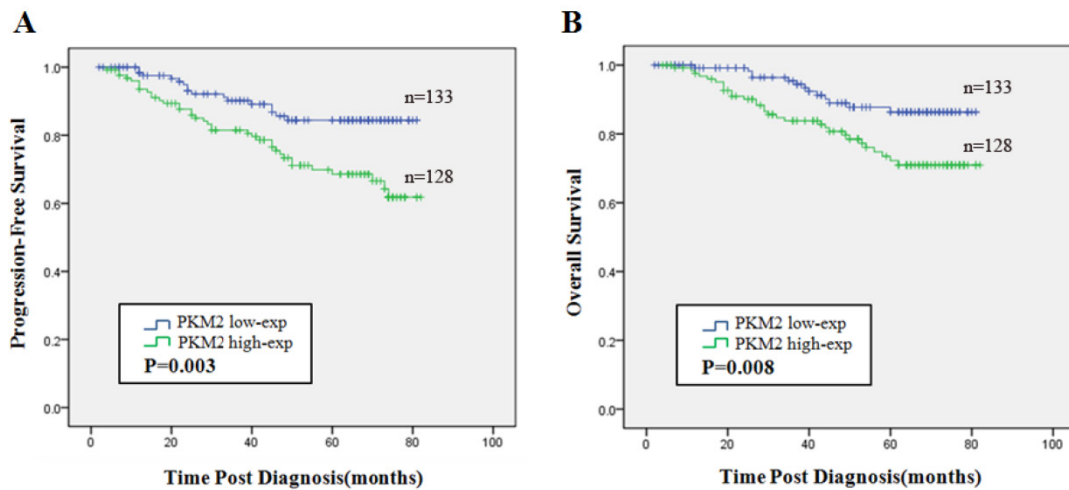 A
Progression-Free Survival
1.0
0.8
0.6
0.4
0.2
0.0
n=133
n=128
PKM2 low-exp
PKM2 high-exp
P=0.003
0 20 40 60 80 100
Time Post Diagnosis(months)
B
Overall Survival
1.0
0.8
0.6
0.4
0.2
0.0
n=133
n=128
PKM2 low-exp
PKM2 high-exp
P=0.008
0 20 40 60 80 100
Time Post Diagnosis(months)